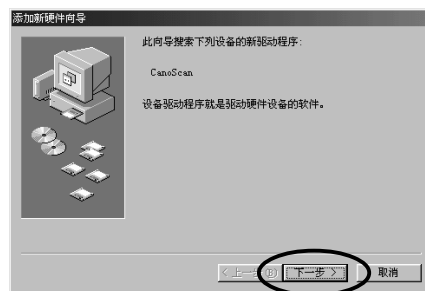 添加新硬件向导
此向导搜索下列设备的新驱动程序:
CanoScan
设备驱动程序就是驱动硬件设备的软件。
< 上一步(B) 下一步 > 取消